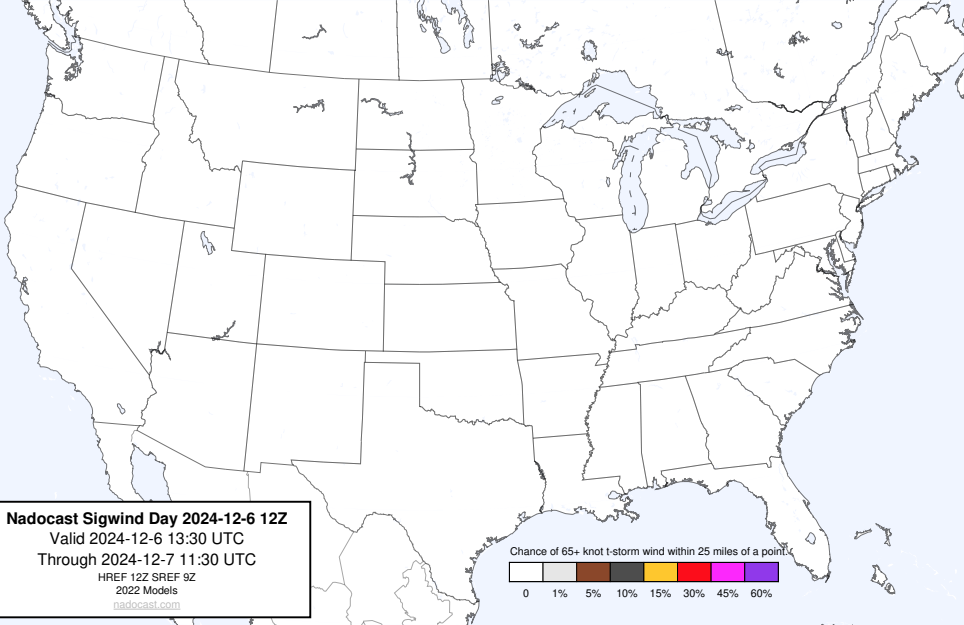 Nadocast Sigwind Day 2024-12-6 12Z
Valid 2024-12-6 13:30 UTC
Through 2024-12-7 11:30 UTC
HREF 12Z SREF 9Z
2022 Models
nadocast.com
Chance of 65+ knot t-storm wind within 25 miles of a point.
0 1% 5% 10% 15% 30% 45% 60%